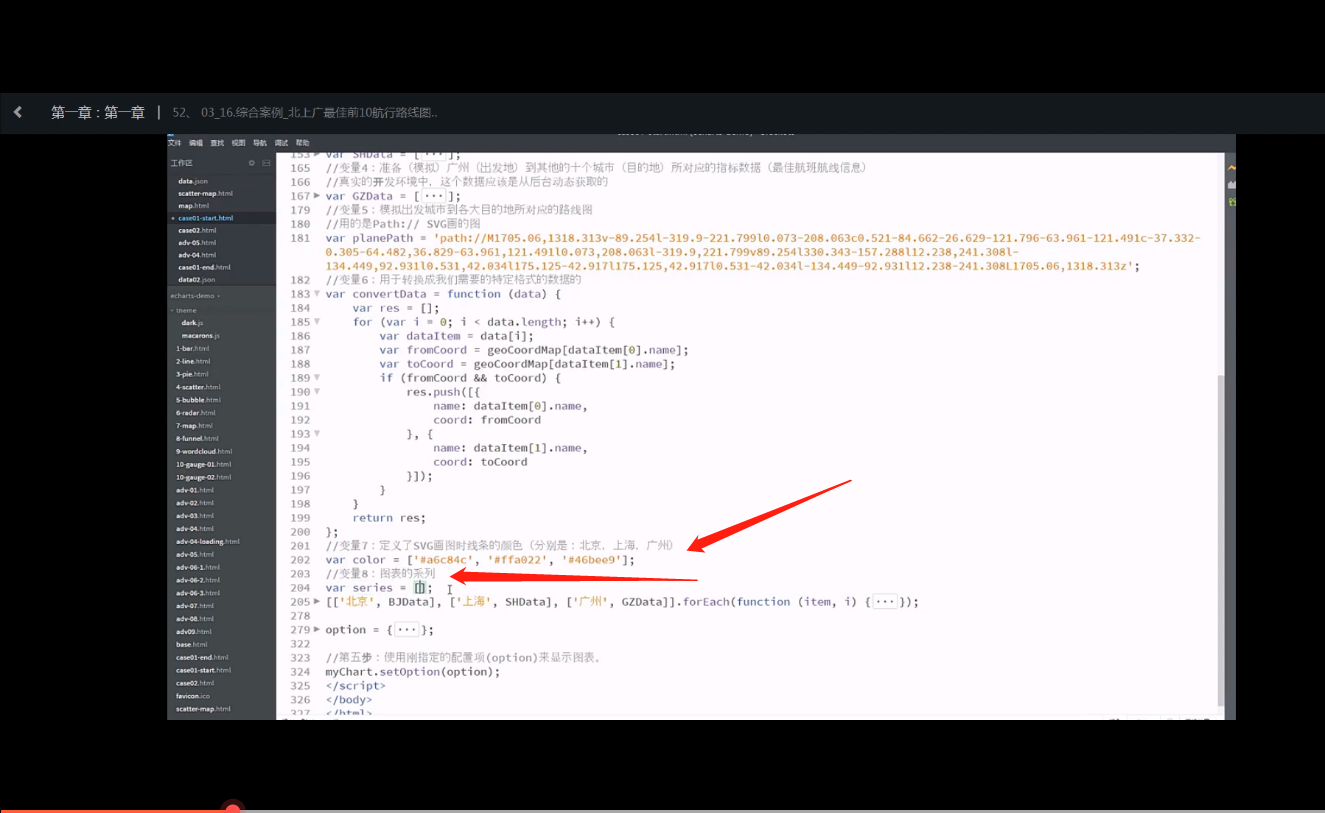 第一章：第一章 | 52、 03_16.综合案例_北上广最佳前10航行路线图..
文件 编辑 查找 视图 导航 调试 帮助
工作区
data.json
scatter-map.html
map.html
case01-start.html
case02.html
adv-05.html
adv-04.html
case01-end.html
data02.json
echarts-demo
theme
dark.js
macarons.js
1-bar.html
2-line.html
3-pie.html
4-scatter.html
5-bubble.html
6-radar.html
7-map.html
8-funnel.html
9-wordcloud.html
10-gauge-01.html
10-gauge-02.html
adv-01.html
adv-02.html
adv-03.html
adv-04.html
adv-04-loading.html
adv-05.html
adv-06-1.html
adv-06-2.html
adv-06-3.html
adv-07.html
adv-08.html
adv09.html
base.html
case01-end.html
case01-start.html
case02.html
favicon.ico
scatter-map.html
153 var SHData = [...];
165 //变量4：准备（模拟）广州（出发地）到其他的十个城市（目的地）所对应的指标数据（最佳航班航线信息）
166 //真实的开发环境中，这个数据应该是从后台动态获取的
167 var GZData = [...];
179 //变量5：模拟出发城市到各大目的地所对应的路线图
180 //用的是Path:// SVG画的图
181 var planePath = 'path://M1705.06,1318.313v-89.254l-319.9-221.799l0.073-208.063c0.521-84.662-26.629-121.796-63.961-121.491c-37.332-
0.305-64.482,36.829-63.961,121.491l0.073,208.063l-319.9,221.799v89.254l330.343-157.288l12.238,241.308l-
134.449,92.931l0.531,42.034l175.125-42.917l175.125,42.917l0.531-42.034l-134.449-92.931l12.238-241.308L1705.06,1318.313z';
182 //变量6：用于转换成我们需要的特定格式的数据的
183 var convertData = function (data) {
184 var res = [];
185 for (var i = 0; i < data.length; i++) {
186 var dataItem = data[i];
187 var fromCoord = geoCoordMap[dataItem[0].name];
188 var toCoord = geoCoordMap[dataItem[1].name];
189 if (fromCoord && toCoord) {
190 res.push([{
191 name: dataItem[0].name,
192 coord: fromCoord
193 }, {
194 name: dataItem[1].name,
195 coord: toCoord
196 }]);
197 }
198 }
199 return res;
200 };
201 //变量7：定义了SVG画图时线条的颜色（分别是：北京、上海、广州）
202 var color = ['#a6c84c', '#ffa022', '#46bee9'];
203 //变量8：图表的系列
204 var series = [];
205 [['北京', BJData], ['上海', SHData], ['广州', GZData]].forEach(function (item, i) {...});
278
279 option = {...};
322
323 //第五步：使用刚指定的配置项(option)来显示图表。
324 myChart.setOption(option);
325 </script>
326 </body>
327 </html>